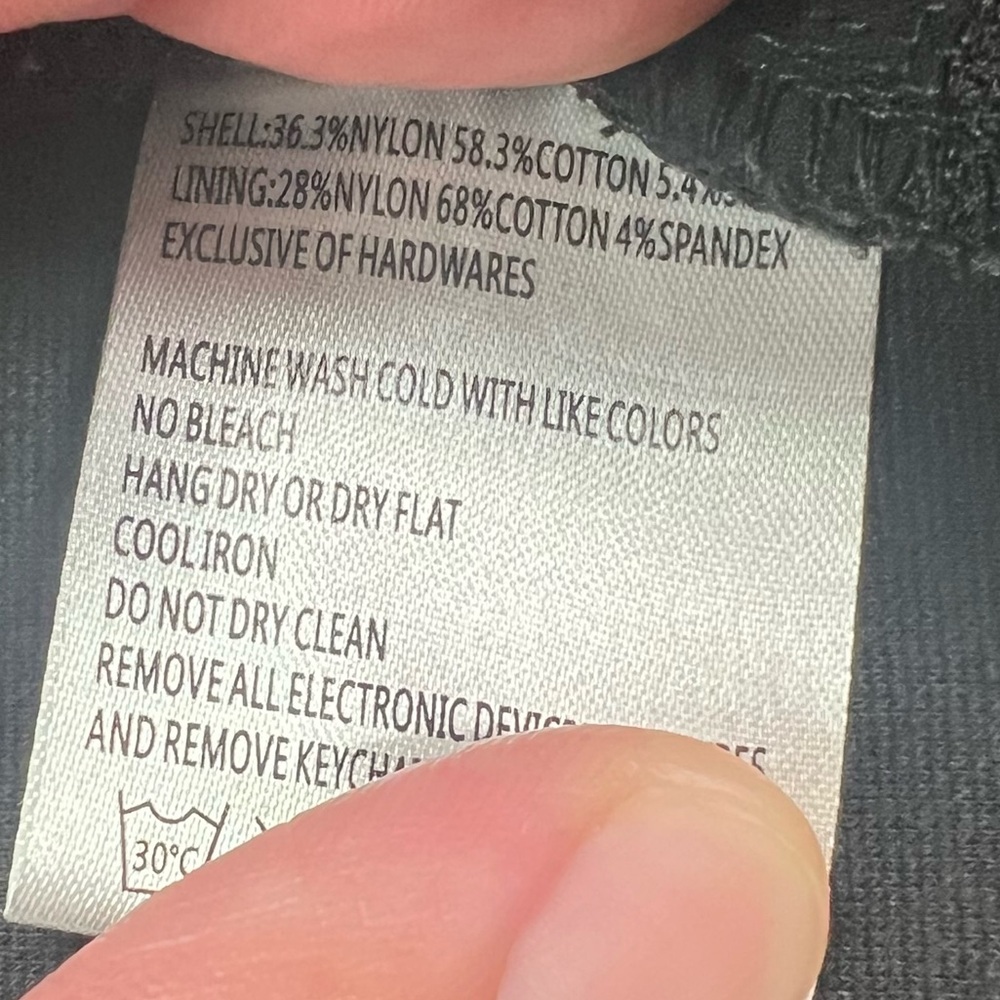 SHELL:36.3%NYLON 58.3%COTTON 5.4%
LINING:28%NYLON 68%COTTON 4%SPANDEX
EXCLUSIVE OF HARDWARES
MACHINE WASH COLD WITH LIKE COLORS
NO BLEACH
HANG DRY OR DRY FLAT
COOL IRON
DO NOT DRY CLEAN
REMOVE ALL ELECTRONIC
AND REMOVE
30°C